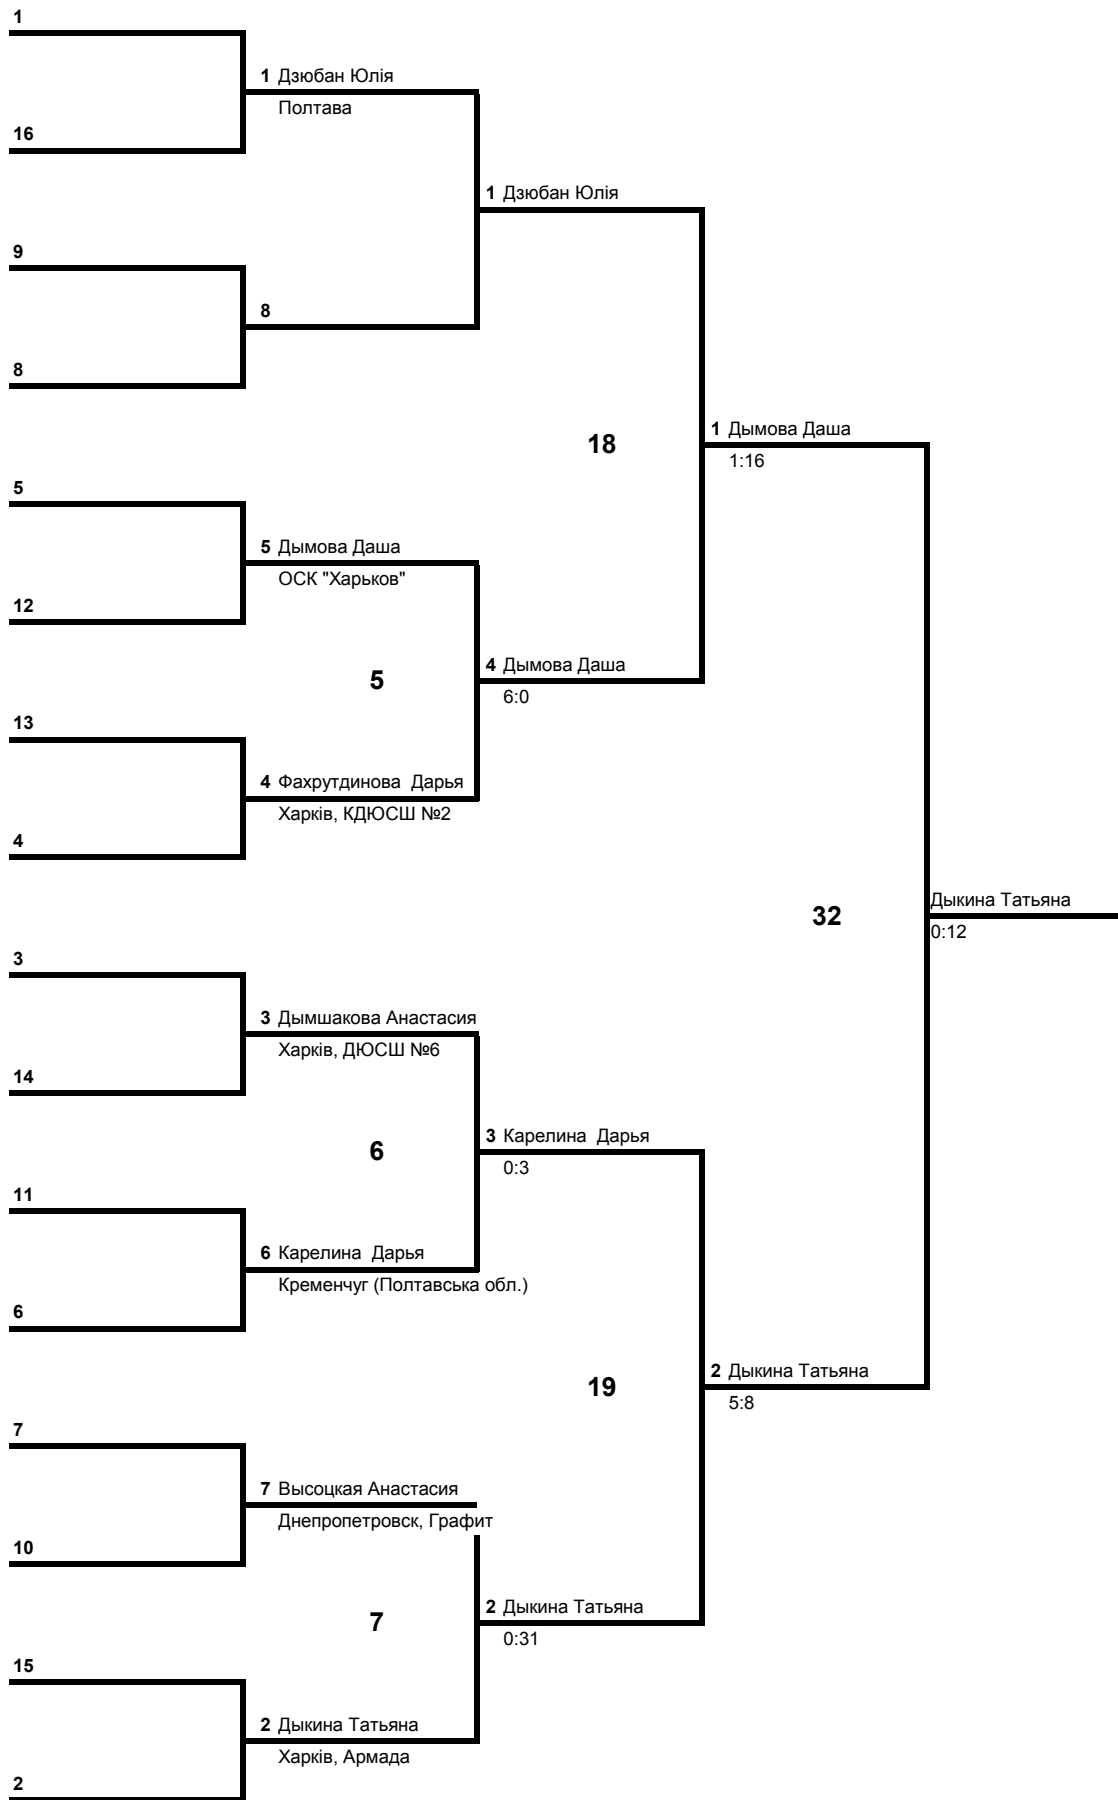 1
1 Дзюбан Юлія
Полтава
16
1 Дзюбан Юлія
9
8
8
18
1 Дымова Даша
1:16
5
5 Дымова Даша
ОСК "Харьков"
12
5
4 Дымова Даша
6:0
13
4 Фахрутдинова  Дарья
Харків, КДЮСШ №2
4
32
Дыкина Татьяна
0:12
3
3 Дымшакова Анастасия
Харків, ДЮСШ №6
14
6
3 Карелина  Дарья
0:3
11
6 Карелина  Дарья
Кременчуг (Полтавська обл.)
6
19
2 Дыкина Татьяна
5:8
7
7 Высоцкая Анастасия
Днепропетровск, Графит
10
7
2 Дыкина Татьяна
0:31
15
2 Дыкина Татьяна
Харків, Армада
2